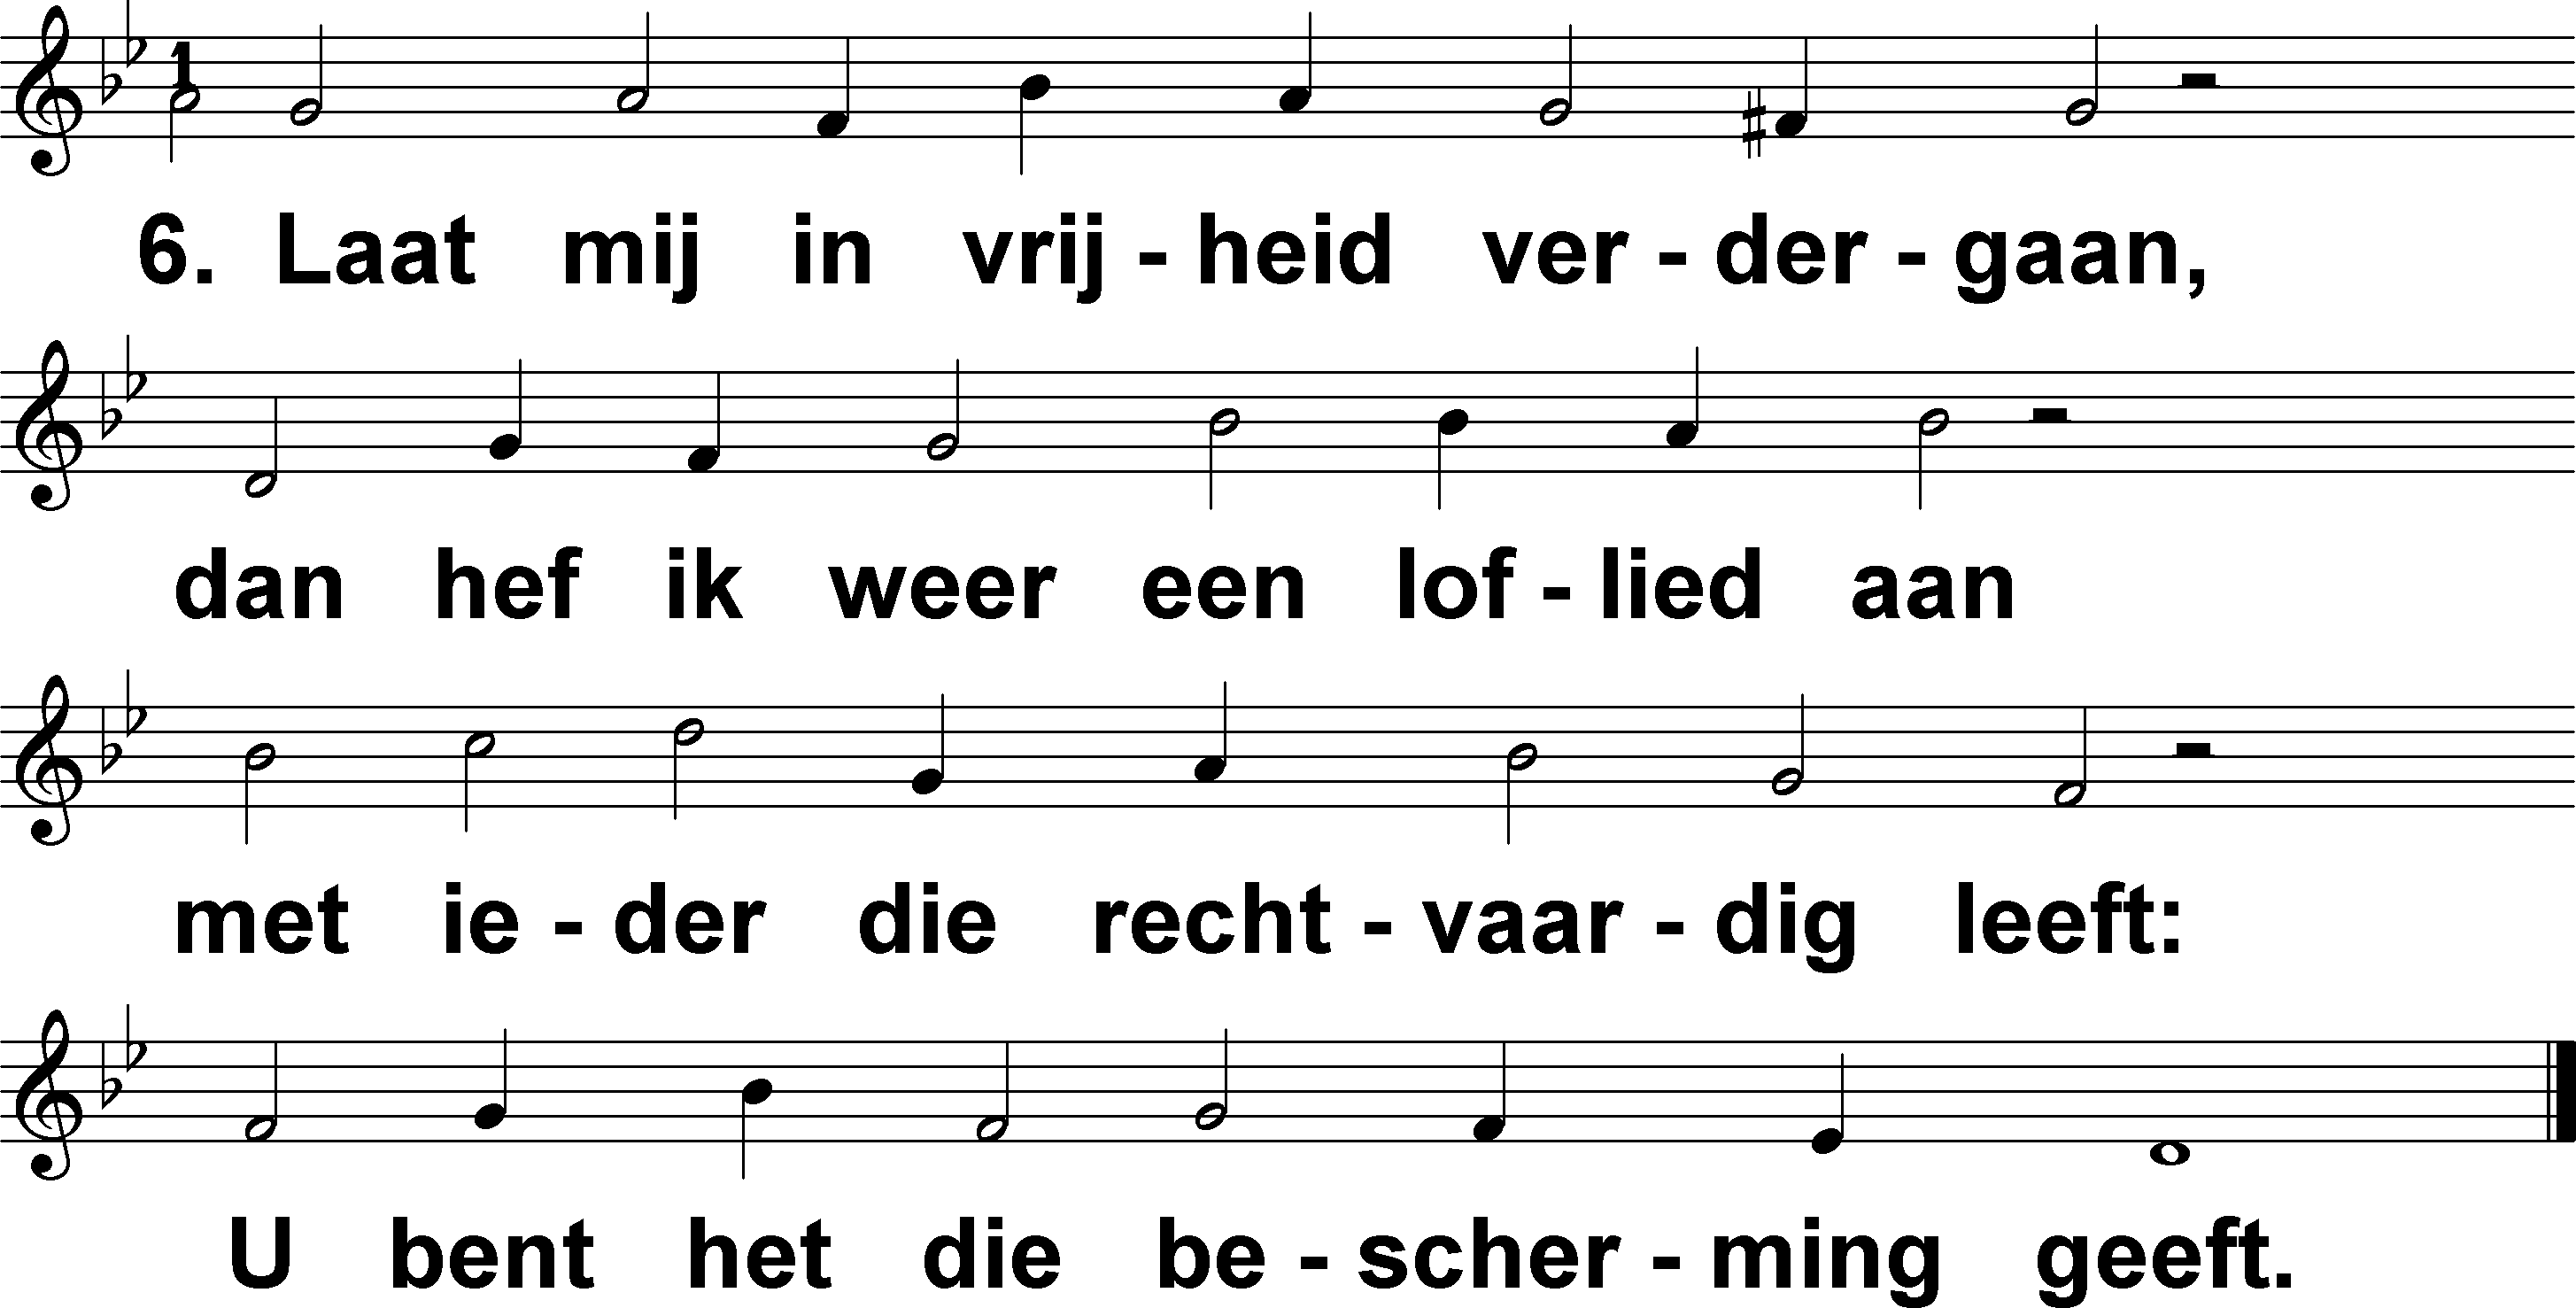 6. Laat mij in vrij - heid ver - der - gaan,
dan hef ik weer een lof - lied aan
met ie - der die recht - vaar - dig leeft:
U bent het die be - scher - ming geeft.